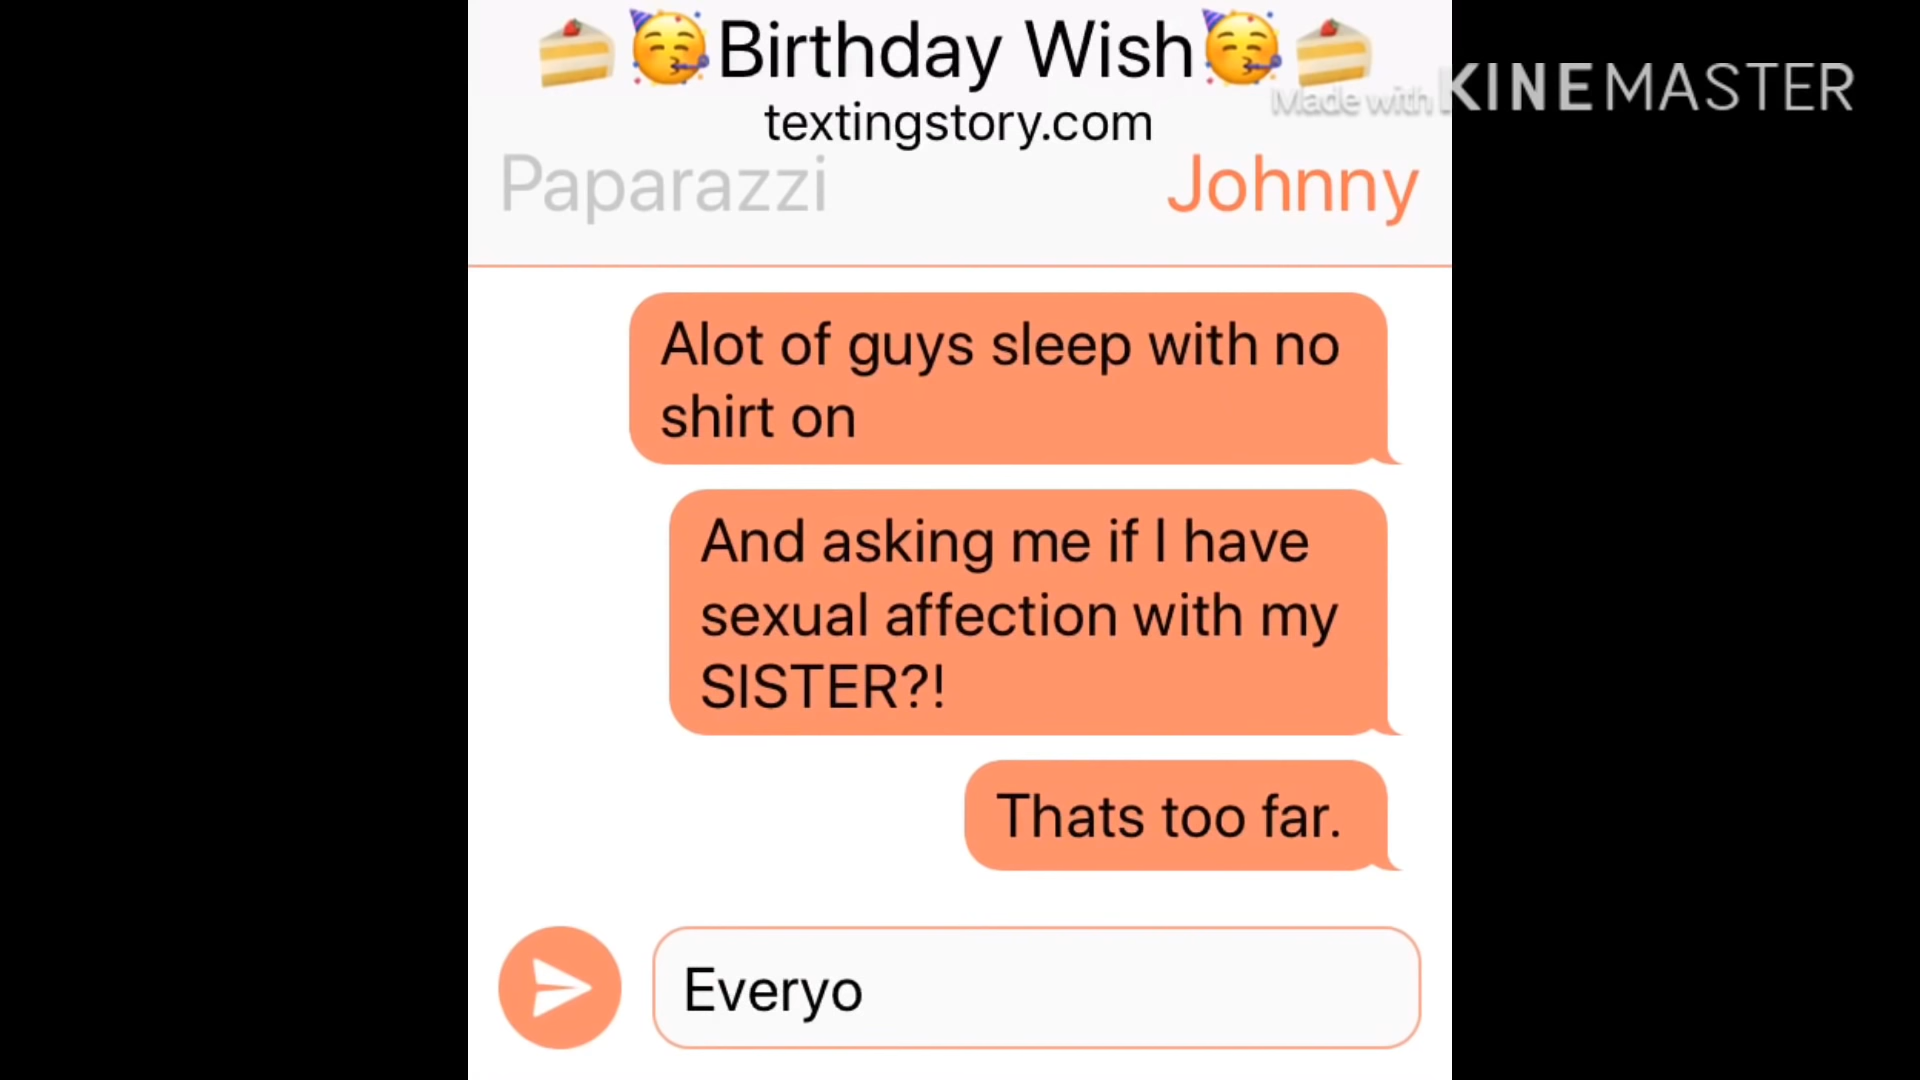 🍰🥳Birthday Wish🥳🍰
Made with KINEMASTER
textingstory.com
Paparazzi
Johnny
Alot of guys sleep with no
shirt on
And asking me if I have
sexual affection with my
SISTER?!
Thats too far.
Everyo